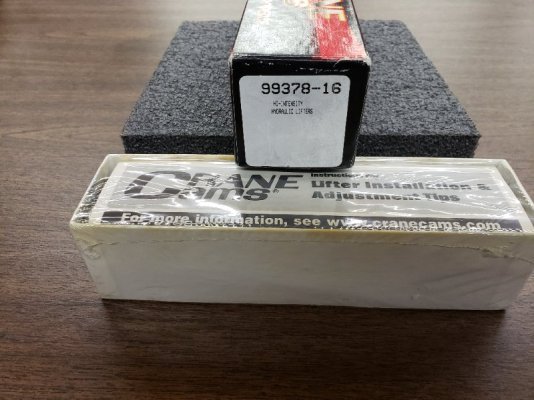 99378-16
HI-INTENSITY
HYDRAULIC LIFTERS
CRANE
CAMS®
Lifter Installation &
Adjustment Tips
For more information, see www.cranecams.com